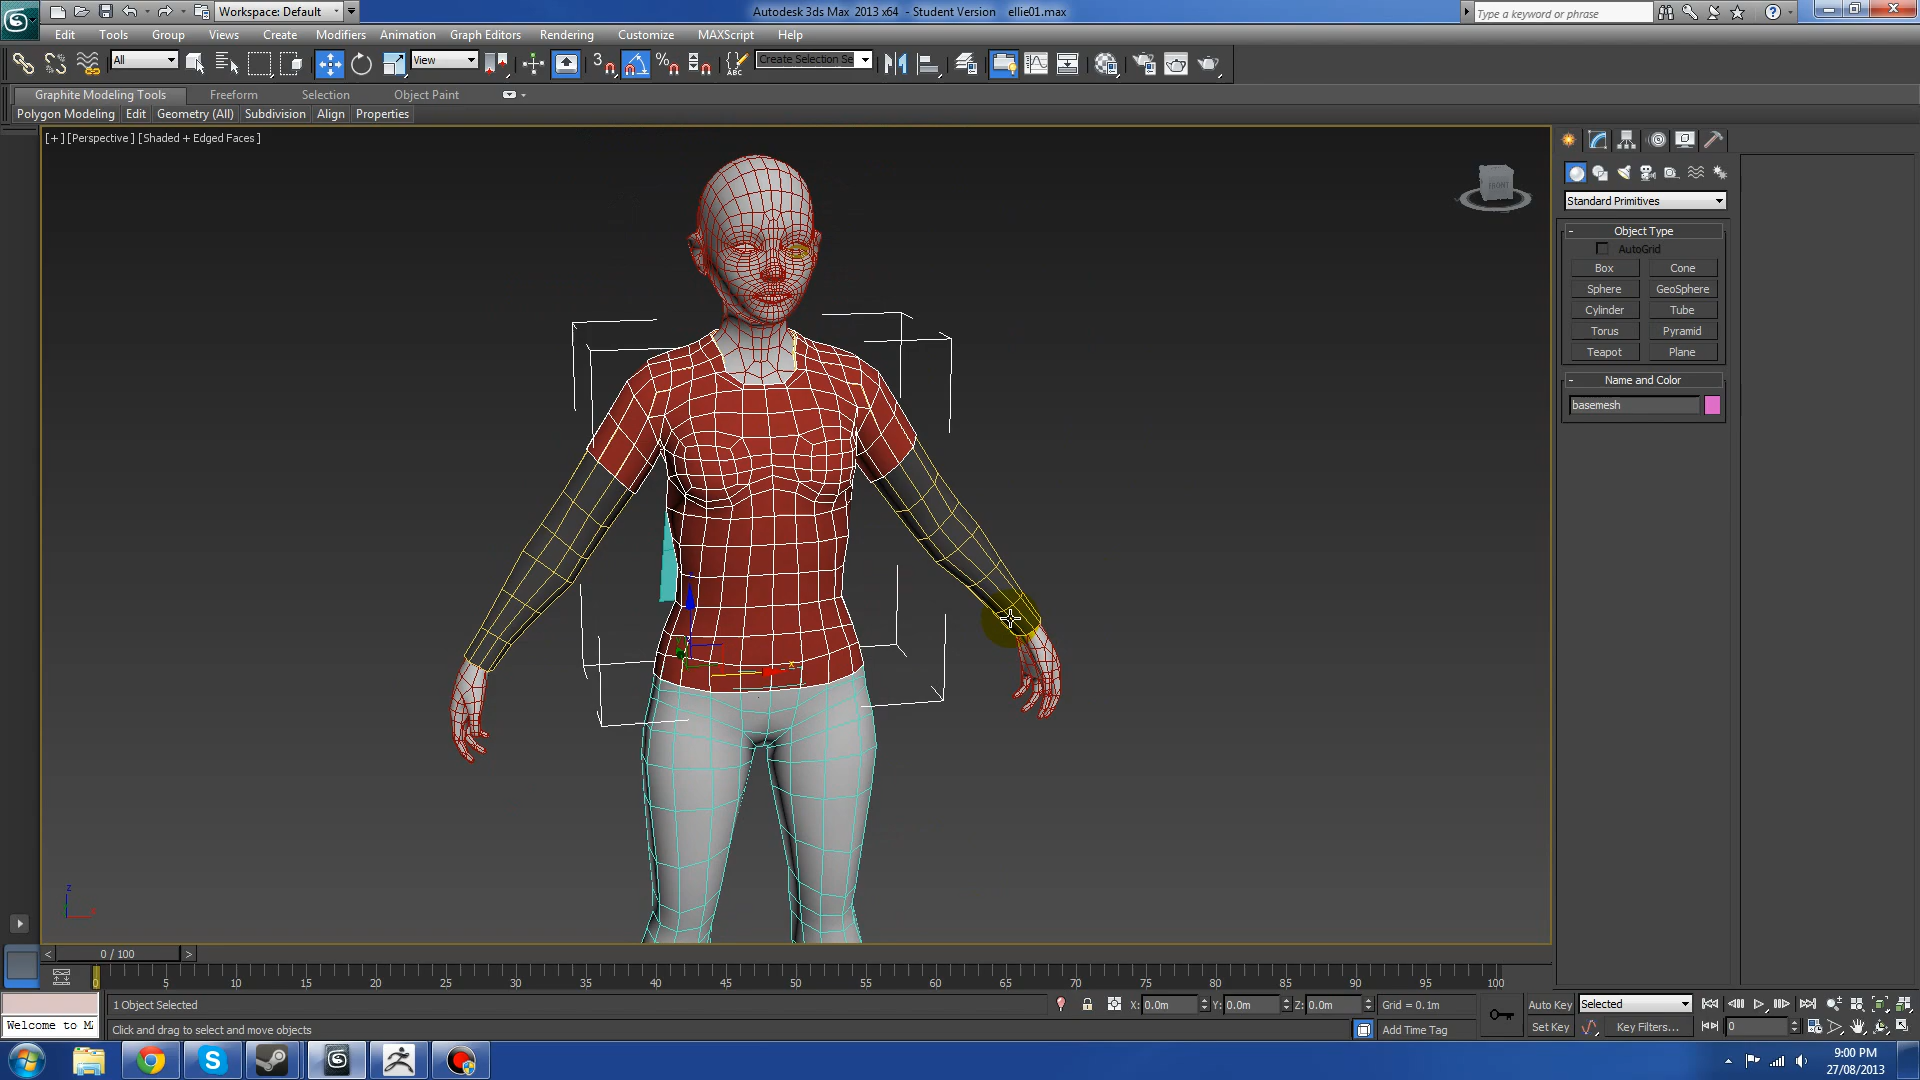 Workspace: Default
Autodesk 3ds Max 2013 x64 - Student Version ellie01.max
Type a keyword or phrase
Edit Tools Group Views Create Modifiers Animation Graph Editors Rendering Customize MAXScript Help
All View Create Selection Se
Graphite Modeling Tools Freeform Selection Object Paint
Polygon Modeling Edit Geometry (All) Subdivision Align Properties
[+] [Perspective] [Shaded + Edged Faces]
FRONT
Standard Primitives
- Object Type
AutoGrid
Box Cone
Sphere GeoSphere
Cylinder Tube
Torus Pyramid
Teapot Plane
- Name and Color
basemesh
x
z
< 0 / 100 >
0 5 10 15 20 25 30 35 40 45 50 55 60 65 70 75 80 85 90 95 100
1 Object Selected X: 0.0m Y: 0.0m Z: 0.0m Grid = 0.1m Auto Key Selected
Welcome to M
Click and drag to select and move objects Add Time Tag Set Key Key Filters... 0
9:00 PM
27/08/2013